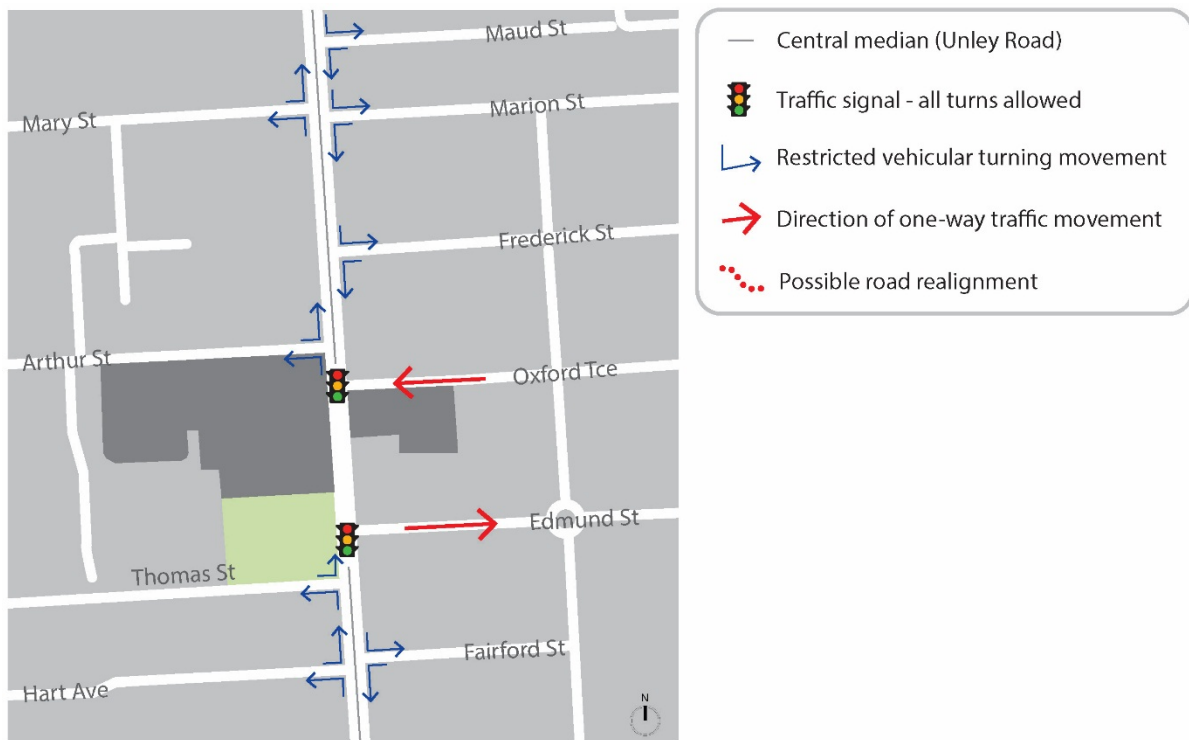 Maud St
Mary St
Marion St
Frederick St
Arthur St
Oxford Tce
Edmund St
Thomas St
Fairford St
Hart Ave
N
Central median (Unley Road)
Traffic signal - all turns allowed
Restricted vehicular turning movement
Direction of one-way traffic movement
Possible road realignment